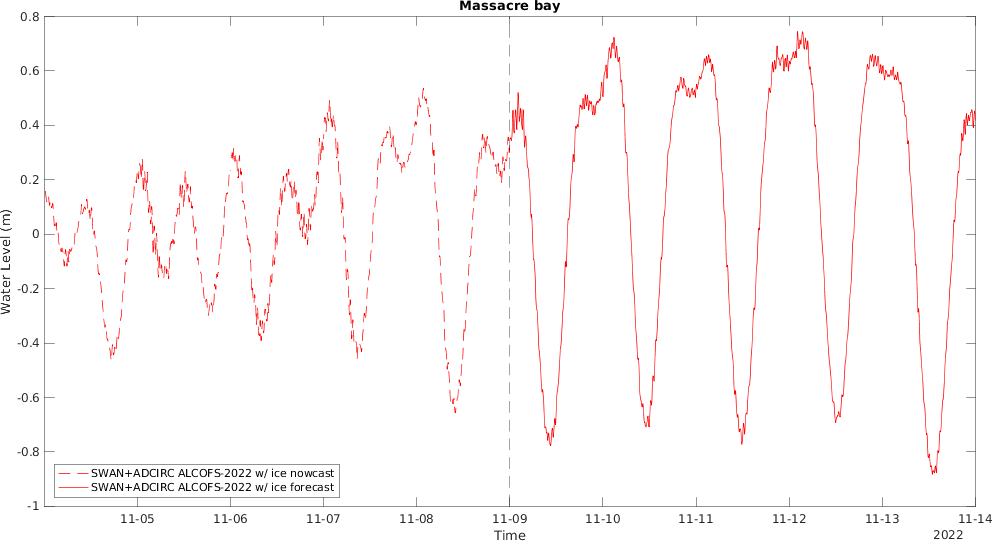 Massacre bay
0.8
0.6
0.4
0.2
0
-0.2
-0.4
-0.6
-0.8
-1
Water Level (m)
SWAN+ADCIRC ALCOFS-2022 w/ ice nowcast
SWAN+ADCIRC ALCOFS-2022 w/ ice forecast
11-05 11-06 11-07 11-08 11-09 11-10 11-11 11-12 11-13 11-14
Time
2022